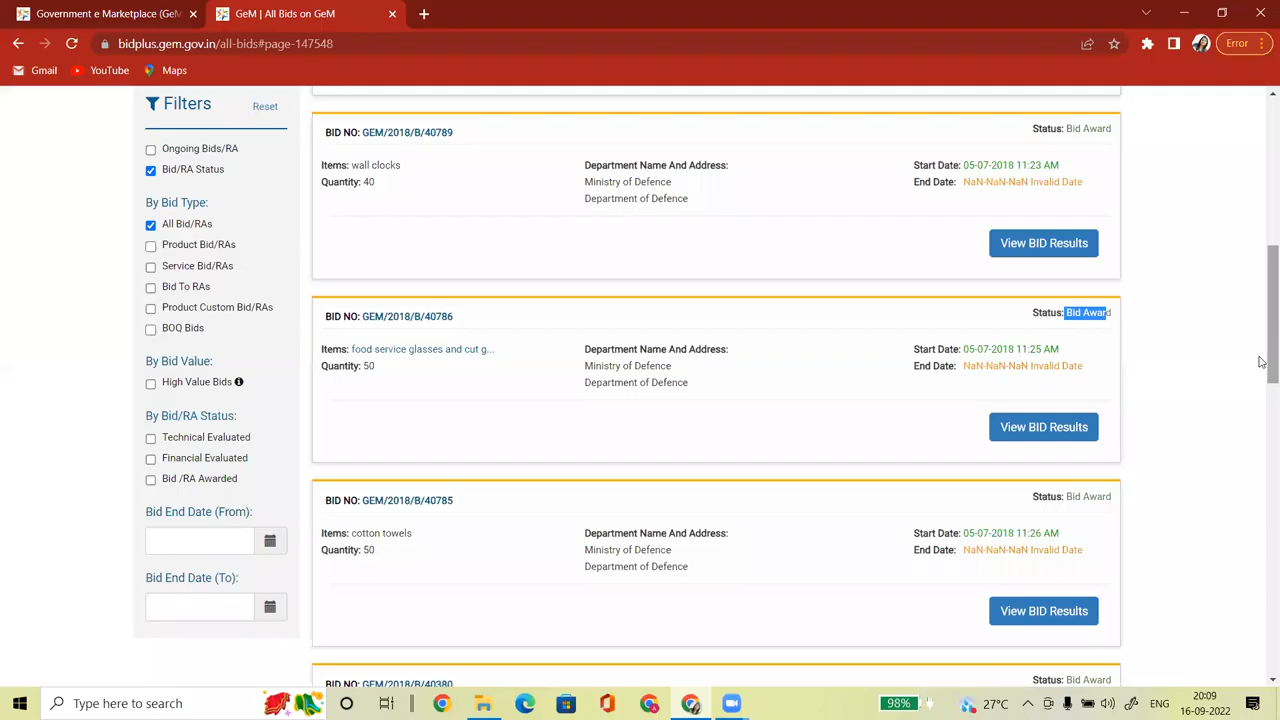 Government e Marketplace (GeM
GeM | All Bids on GeM
bidplus.gem.gov.in/all-bids#page-147548
Error
Gmail
YouTube
Maps
Filters
Reset
Ongoing Bids/RA
Bid/RA Status
By Bid Type:
All Bid/RAs
Product Bid/RAs
Service Bid/RAs
Bid To RAs
Product Custom Bid/RAs
BOQ Bids
By Bid Value:
High Value Bids
By Bid/RA Status:
Technical Evaluated
Financial Evaluated
Bid /RA Awarded
Bid End Date (From):
Bid End Date (To):
BID NO: GEM/2018/B/40789
Status: Bid Award
Items: wall clocks
Quantity: 40
Department Name And Address:
Ministry of Defence
Department of Defence
Start Date: 05-07-2018 11:23 AM
End Date: NaN-NaN-NaN Invalid Date
View BID Results
BID NO: GEM/2018/B/40786
Status: Bid Award
Items: food service glasses and cut g...
Quantity: 50
Department Name And Address:
Ministry of Defence
Department of Defence
Start Date: 05-07-2018 11:25 AM
End Date: NaN-NaN-NaN Invalid Date
View BID Results
BID NO: GEM/2018/B/40785
Status: Bid Award
Items: cotton towels
Quantity: 50
Department Name And Address:
Ministry of Defence
Department of Defence
Start Date: 05-07-2018 11:26 AM
End Date: NaN-NaN-NaN Invalid Date
View BID Results
BID NO: GEM/2018/B/40380
Status: Bid Award
Type here to search
98%
27°C
ENG
20:09
16-09-2022